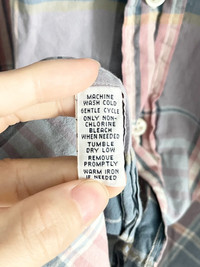 MACHINE
WASH COLD
GENTLE CYCLE
ONLY NON-
CHLORINE
BLEACH
WHEN NEEDED
TUMBLE
DRY LOW
REMOVE
PROMPTLY
WARM IRON
IF NEEDED